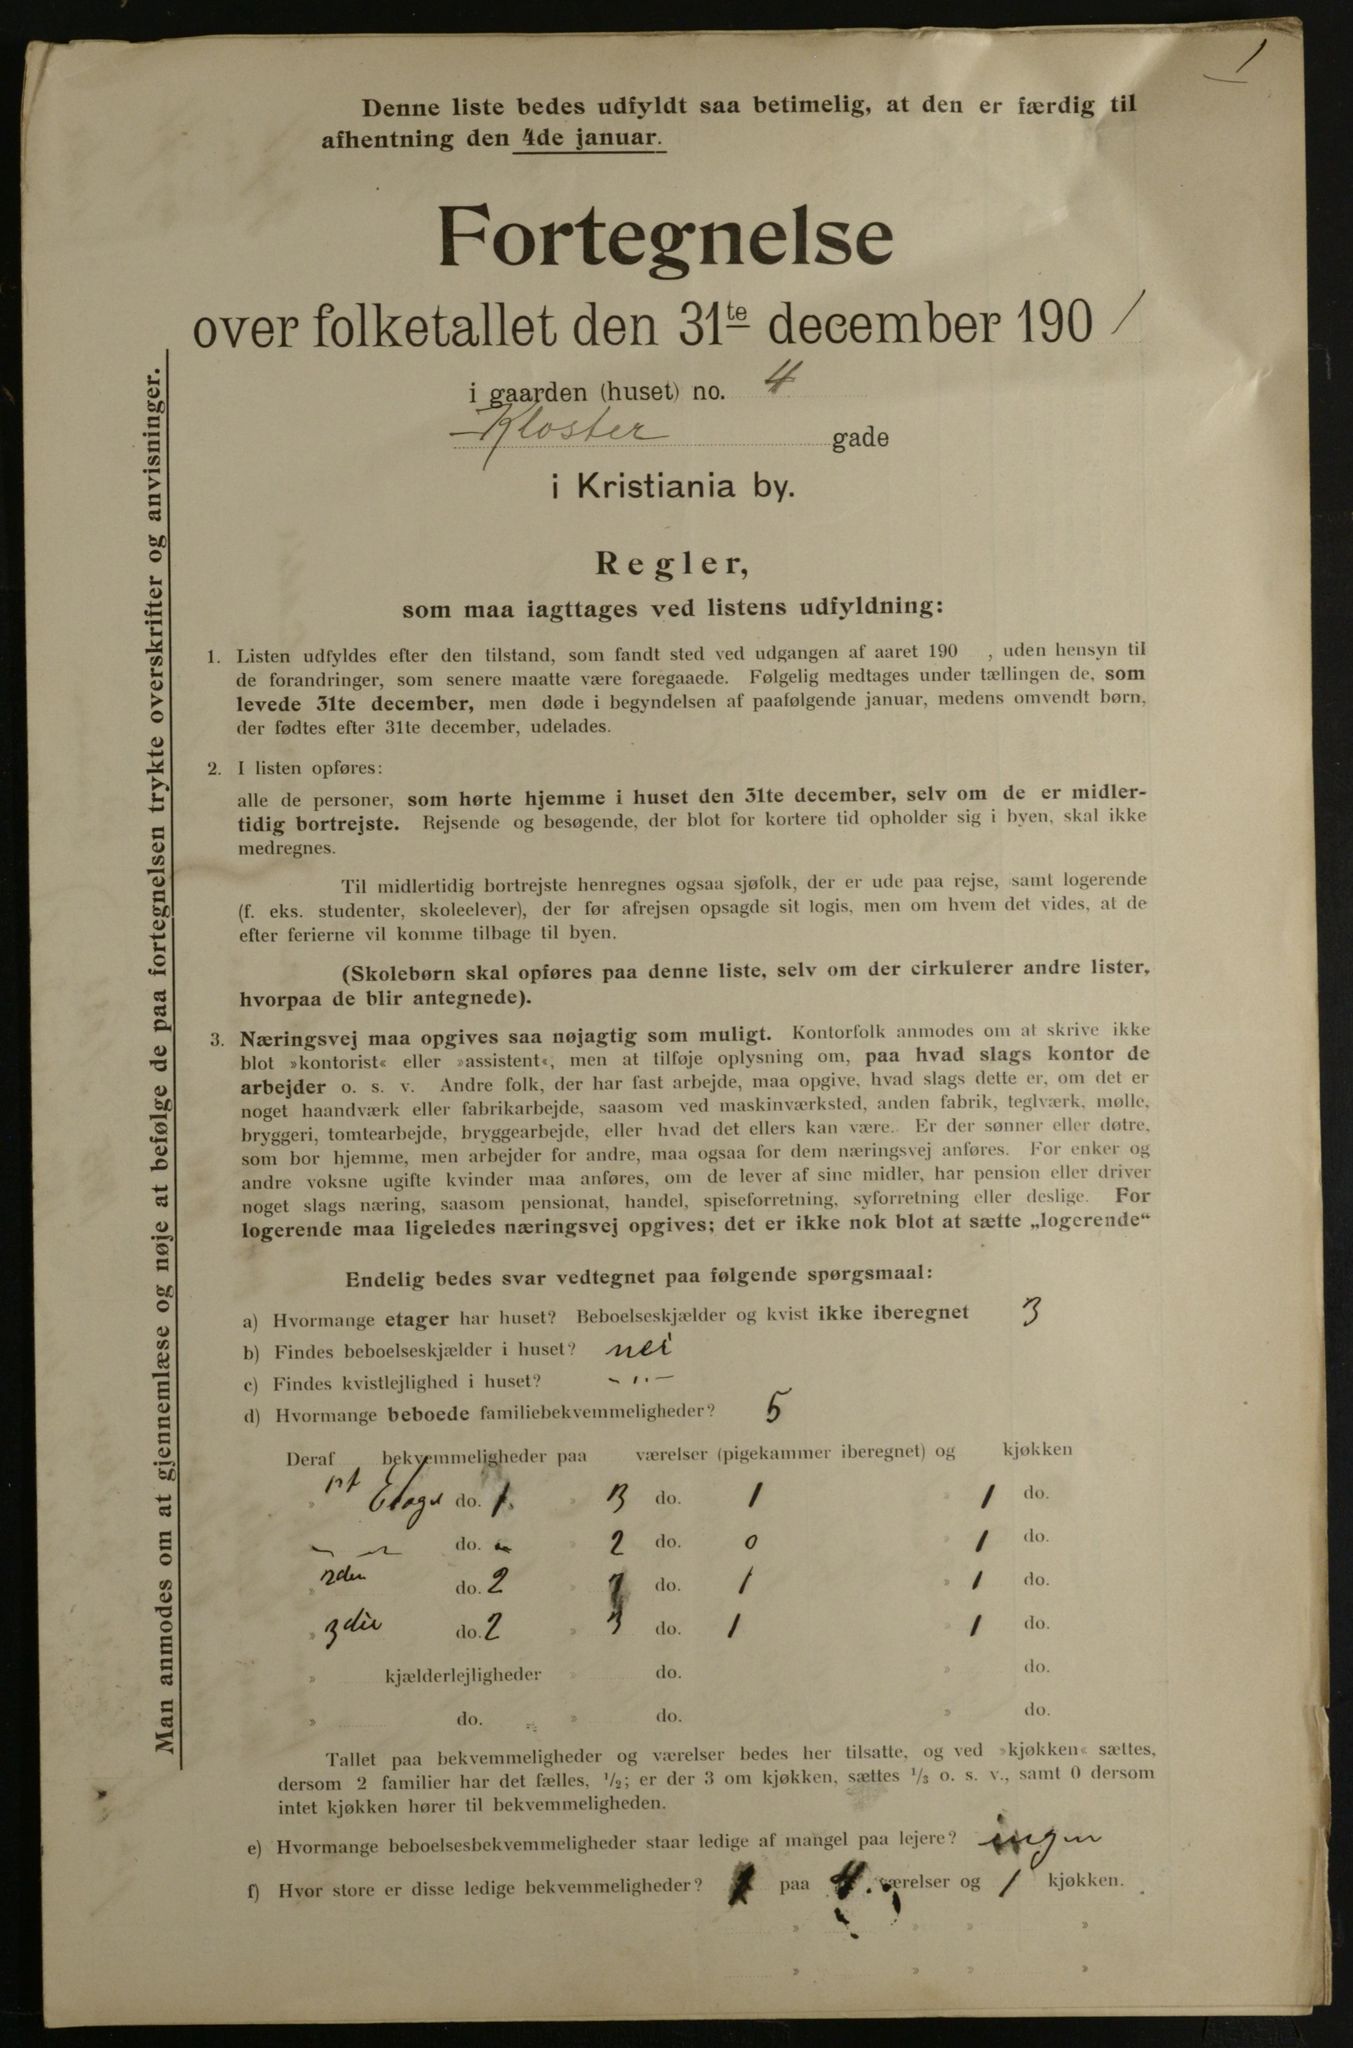 1
Denne liste bedes udfyldt saa betimelig, at den er færdig til
afhentning den 4de januar.
Fortegnelse
over folketallet den 31te december 1901
i gaarden (huset) no. 4
Kloster gade
i Kristiania by.
Regler,
som maa iagttages ved listens udfyldning:
1. Listen udfyldes efter den tilstand, som fandt sted ved udgangen af aaret 190 , uden hensyn til
de forandringer, som senere maatte være foregaaede. Følgelig medtages under tællingen de, som
levede 31te december, men døde i begyndelsen af paafølgende januar, medens omvendt børn,
der fødtes efter 31te december, udelades.
2. I listen opføres:
alle de personer, som hørte hjemme i huset den 31te december, selv om de er midler-
tidig bortrejste. Rejsende og besøgende, der blot for kortere tid opholder sig i byen, skal ikke
medregnes.
Til midlertidig bortrejste henregnes ogsaa sjøfolk, der er ude paa rejse, samt logerende
(f. eks. studenter, skoleelever), der før afrejsen opsagde sit logis, men om hvem det vides, at de
efter ferierne vil komme tilbage til byen.
(Skolebørn skal opføres paa denne liste, selv om der cirkulerer andre lister,
hvorpaa de blir antegnede).
3. Næringsvej maa opgives saa nøjagtig som muligt. Kontorfolk anmodes om at skrive ikke
blot »kontorist« eller »assistent«, men at tilføje oplysning om, paa hvad slags kontor de
arbejder o. s. v. Andre folk, der har fast arbejde, maa opgive, hvad slags dette er, om det er
noget haandværk eller fabrikarbejde, saasom ved maskinværksted, anden fabrik, teglværk, mølle,
bryggeri, tomtearbejde, bryggearbejde, eller hvad det ellers kan være. Er der sønner eller døtre,
som bor hjemme, men arbejder for andre, maa ogsaa for dem næringsvej anføres. For enker og
andre voksne ugifte kvinder maa anføres, om de lever af sine midler, har pension eller driver
noget slags næring, saasom pensionat, handel, spiseforretning, syforretning eller deslige. For
logerende maa ligeledes næringsvej opgives; det er ikke nok blot at sætte „logerende“
Endelig bedes svar vedtegnet paa følgende spørgsmaal:
a) Hvormange etager har huset? Beboelseskjælder og kvist ikke iberegnet 3
b) Findes beboelseskjælder i huset? nei
c) Findes kvistlejlighed i huset? - " -
d) Hvormange beboede familiebekvemmeligheder? 5
Deraf bekvemmeligheder paa værelser (pigekammer iberegnet) og kjøkken
1st Etage do. 1 » 3 do. 1 » 1 do.
do. » 2 do. 0 » 1 do.
2den do. 2 do. 1 » 1 do.
» 3die do. 2 » 3 do. 1 » 1 do.
» kjælderlejligheder » do. » do.
» do. » do. » do.
Tallet paa bekvemmeligheder og værelser bedes her tilsatte, og ved »kjøkken« sættes,
dersom 2 familier har det fælles, 1/2; er der 3 om kjøkken, sættes 1/3 o. s. v., samt 0 dersom
intet kjøkken hører til bekvemmeligheden.
e) Hvormange beboelsesbekvemmeligheder staar ledige af mangel paa lejere? ingen
f) Hvor store er disse ledige bekvemmeligheder? 1 paa 4 værelser og 1 kjøkken.
» » » »
» » »
Man anmodes om at gjennemlæse og nøje at befølge de paa fortegnelsen trykte overskrifter og anvisninger.